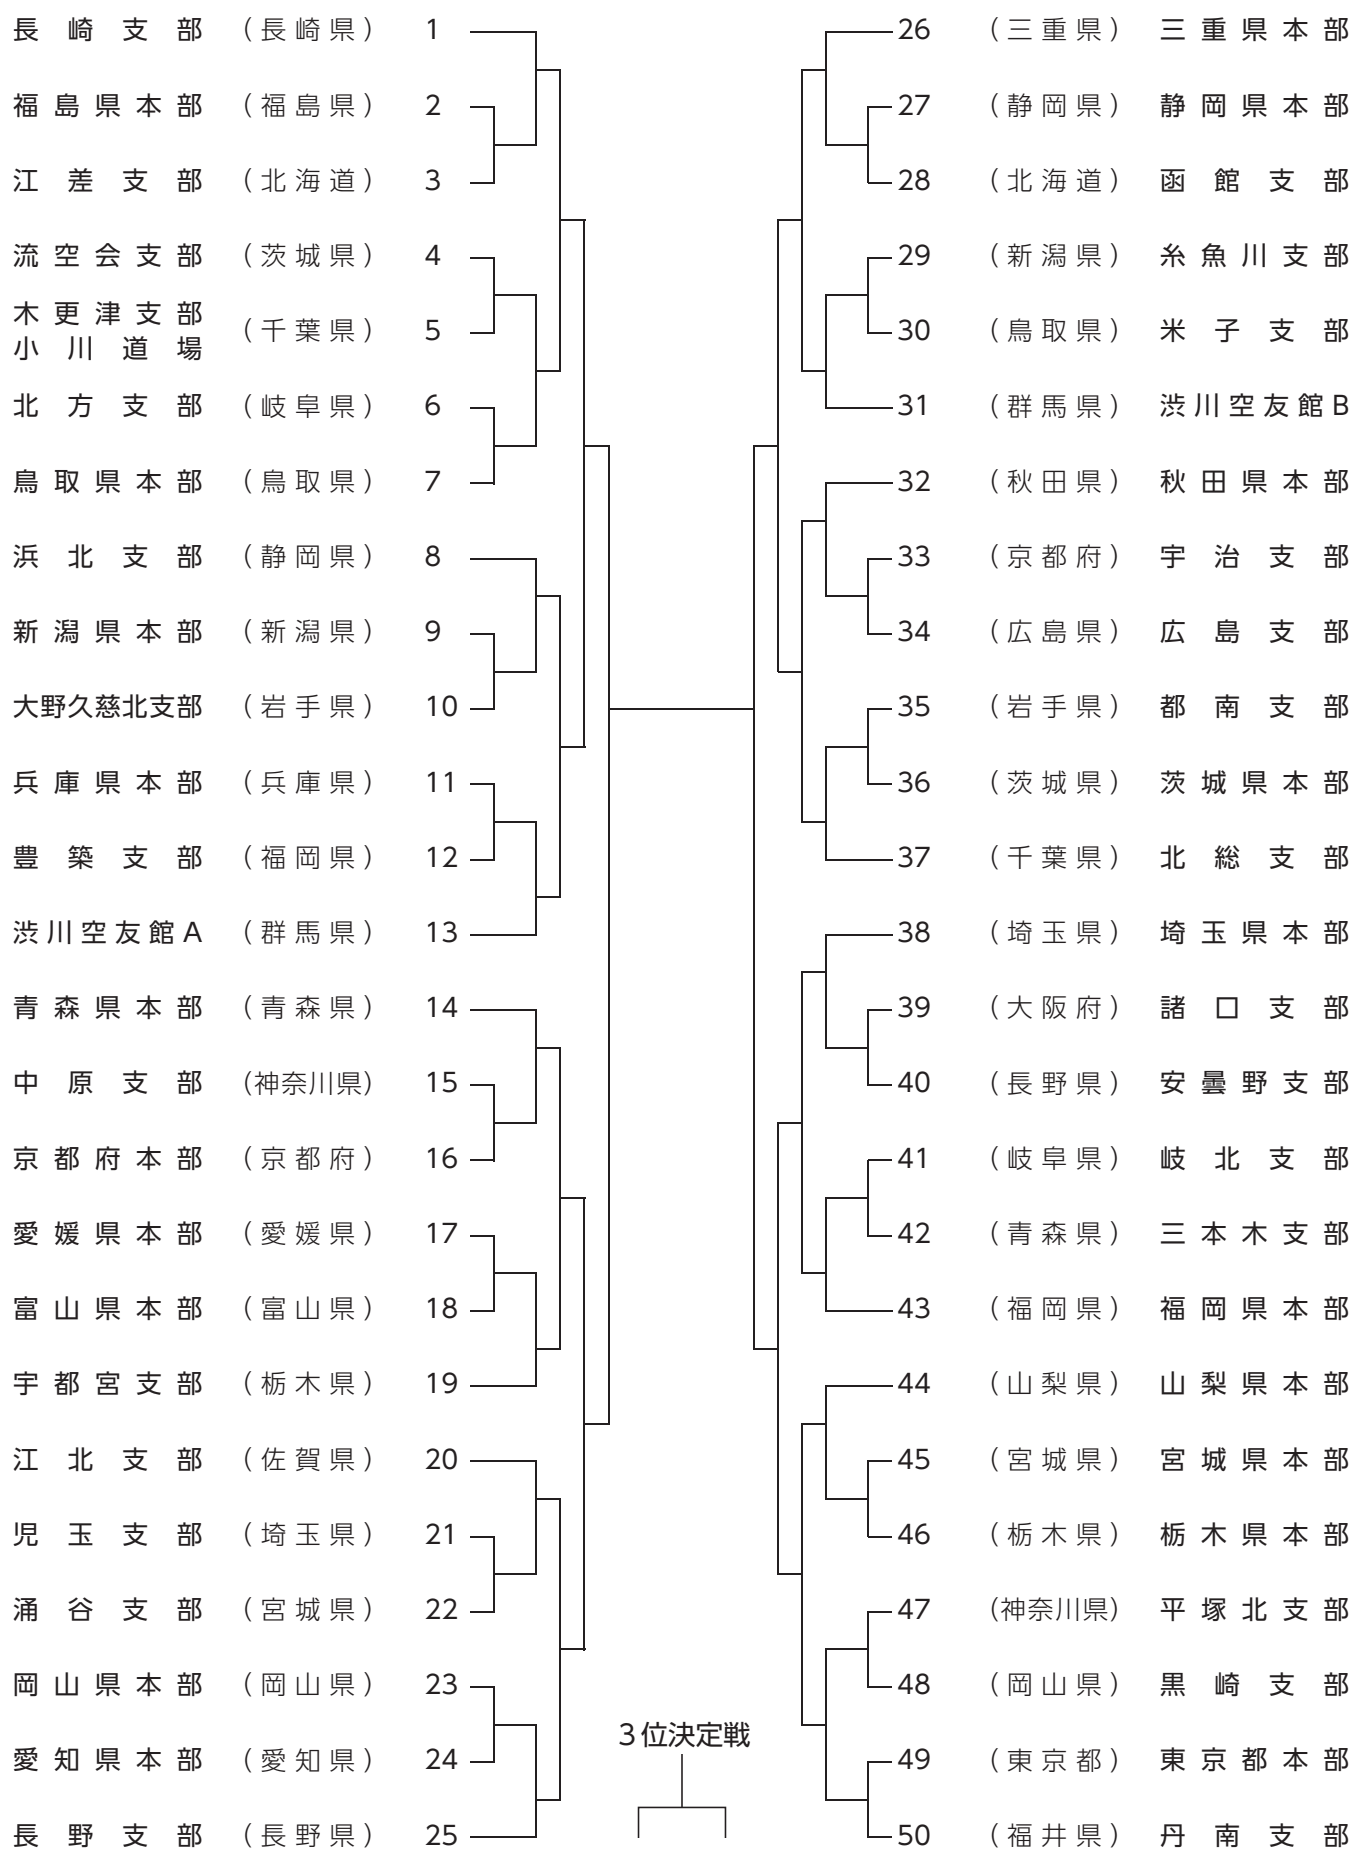 長崎支部 （長崎県） 1
福島県本部 （福島県） 2
江差支部 （北海道） 3
流空会支部 （茨城県） 4
木更津支部
小川道場 （千葉県） 5
北方支部 （岐阜県） 6
鳥取県本部 （鳥取県） 7
浜北支部 （静岡県） 8
新潟県本部 （新潟県） 9
大野久慈北支部 （岩手県） 10
兵庫県本部 （兵庫県） 11
豊築支部 （福岡県） 12
渋川空友館A （群馬県） 13
青森県本部 （青森県） 14
中原支部 （神奈川県） 15
京都府本部 （京都府） 16
愛媛県本部 （愛媛県） 17
富山県本部 （富山県） 18
宇都宮支部 （栃木県） 19
江北支部 （佐賀県） 20
児玉支部 （埼玉県） 21
涌谷支部 （宮城県） 22
岡山県本部 （岡山県） 23
愛知県本部 （愛知県） 24
長野支部 （長野県） 25
3位決定戦
26 （三重県） 三重県本部
27 （静岡県） 静岡県本部
28 （北海道） 函館支部
29 （新潟県） 糸魚川支部
30 （鳥取県） 米子支部
31 （群馬県） 渋川空友館B
32 （秋田県） 秋田県本部
33 （京都府） 宇治支部
34 （広島県） 広島支部
35 （岩手県） 都南支部
36 （茨城県） 茨城県本部
37 （千葉県） 北総支部
38 （埼玉県） 埼玉県本部
39 （大阪府） 諸口支部
40 （長野県） 安曇野支部
41 （岐阜県） 岐北支部
42 （青森県） 三本木支部
43 （福岡県） 福岡県本部
44 （山梨県） 山梨県本部
45 （宮城県） 宮城県本部
46 （栃木県） 栃木県本部
47 （神奈川県） 平塚北支部
48 （岡山県） 黒崎支部
49 （東京都） 東京都本部
50 （福井県） 丹南支部